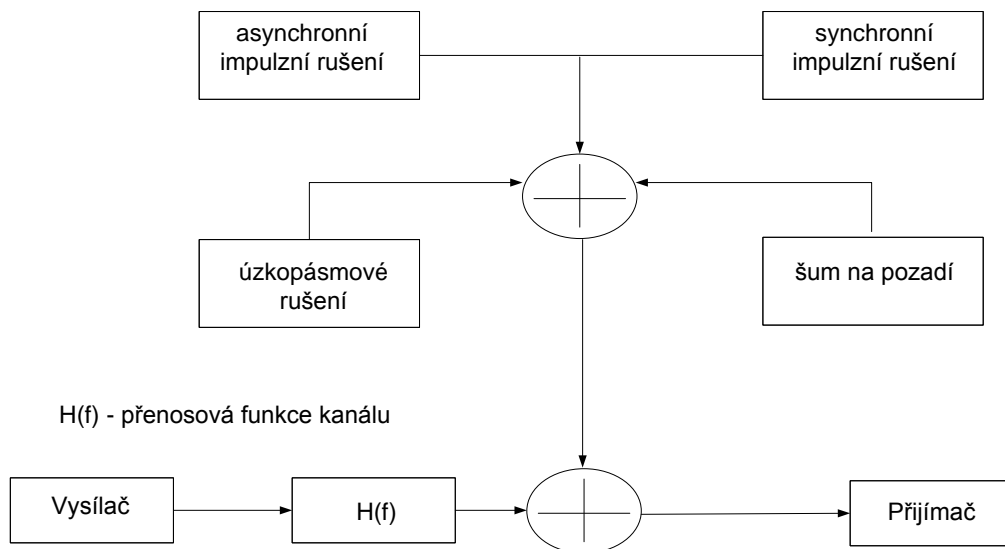 asynchronní
impulzní rušení
synchronní
impulzní rušení
úzkopásmové
rušení
šum na pozadí
H(f) - přenosová funkce kanálu
Vysílač
H(f)
Přijímač